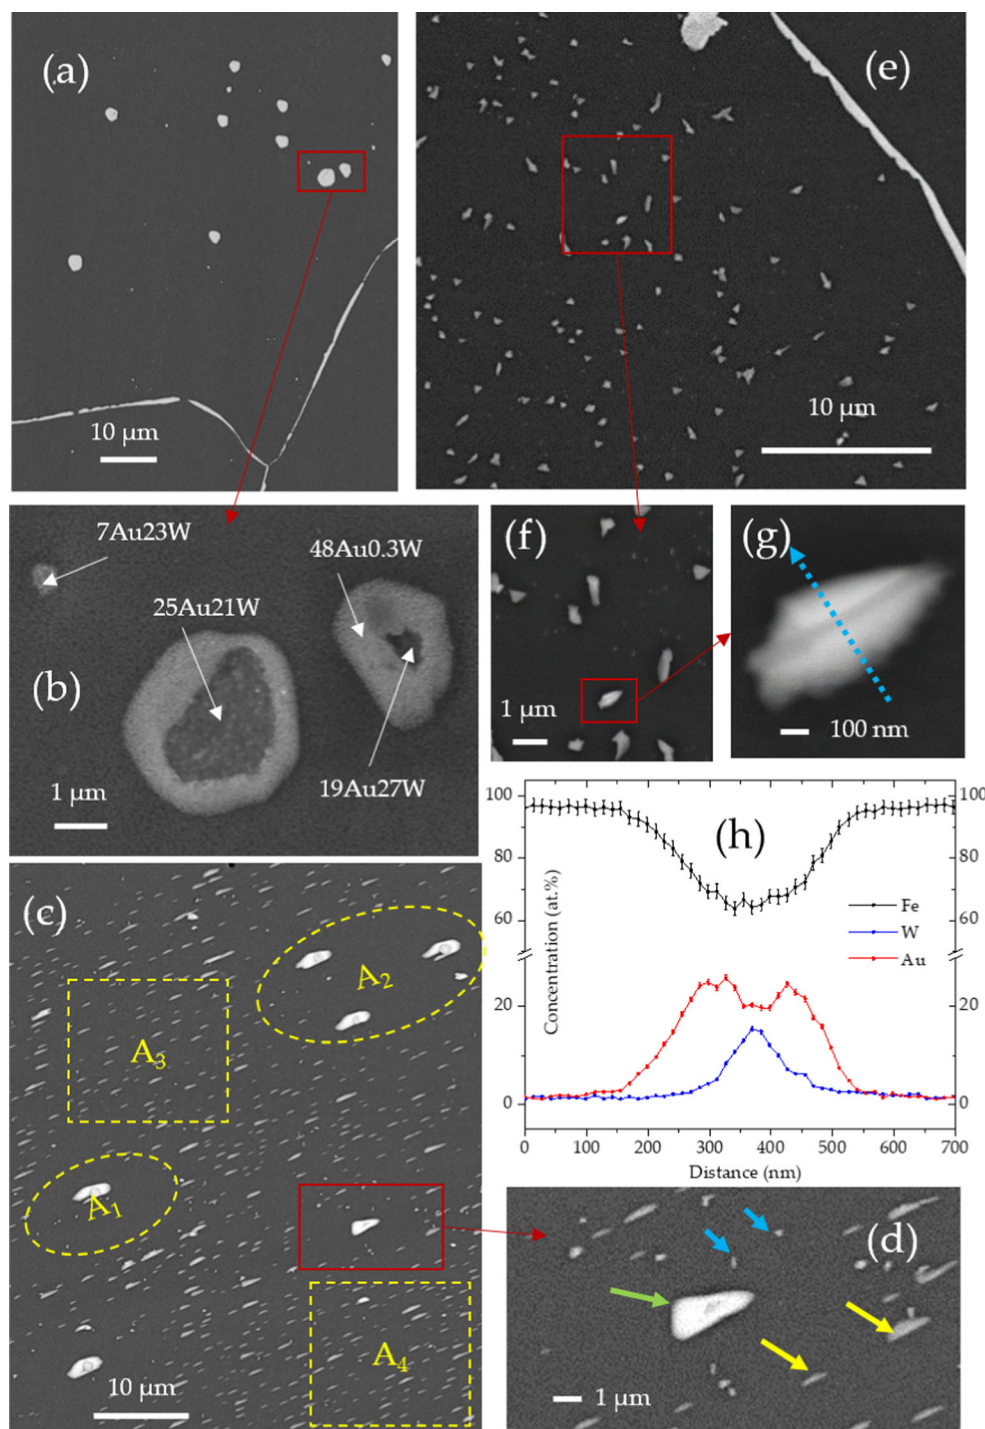 (a)
10 µm
(e)
10 µm
7Au23W
48Au0.3W
25Au21W
(b)
19Au27W
1 µm
(f)
1 µm
(g)
100 nm
(c)
A2
A3
A1
A4
10 µm
(h)
100
80
60
20
0
Concentration (at.%)
100
80
60
20
0
Fe
W
Au
0 100 200 300 400 500 600 700
Distance (nm)
(d)
1 µm